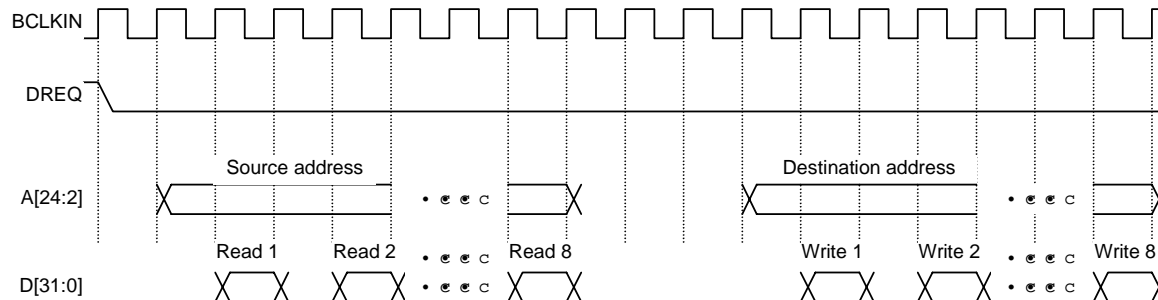 BCLKIN
DREQ
Source address Destination address
A[24:2] • • • c • • • c
Read 1 Read 2 • • • c Read 8 Write 1 Write 2 • • • c Write 8
D[31:0] • • • c • • • c